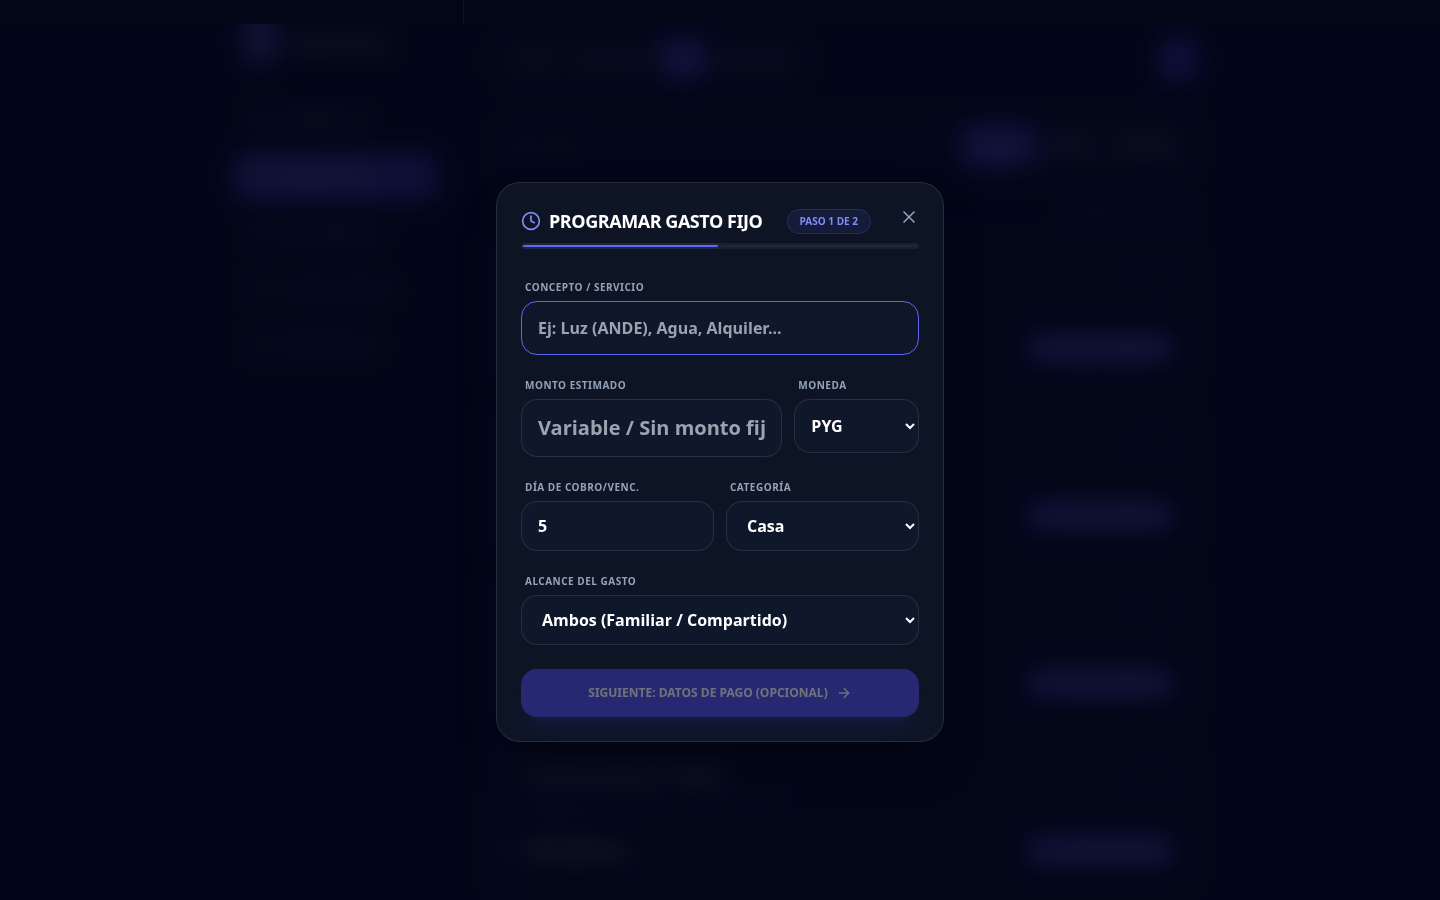 PROGRAMAR GASTO FIJO
PASO 1 DE 2
CONCEPTO / SERVICIO
Ej: Luz (ANDE), Agua, Alquiler...
MONTO ESTIMADO
MONEDA
Variable / Sin monto fij
PYG
DÍA DE COBRO/VENC.
CATEGORÍA
5
Casa
ALCANCE DEL GASTO
Ambos (Familiar / Compartido)
SIGUIENTE: DATOS DE PAGO (OPCIONAL)